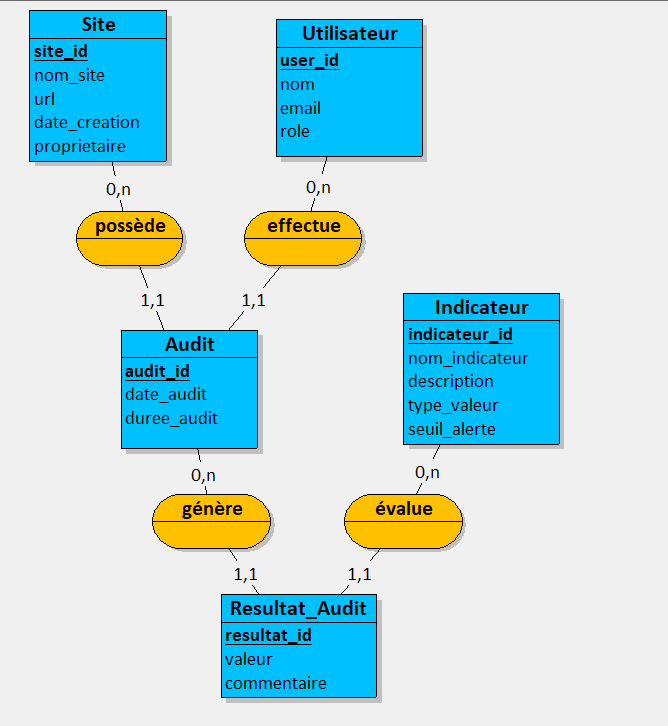 Site
site_id
nom_site
url
date_creation
proprietaire
Utilisateur
user_id
nom
email
role
0,n
0,n
possède
effectue
1,1
1,1
Audit
audit_id
date_audit
duree_audit
Indicateur
indicateur_id
nom_indicateur
description
type_valeur
seuil_alerte
0,n
0,n
génère
évalue
1,1
1,1
Resultat_Audit
resultat_id
valeur
commentaire